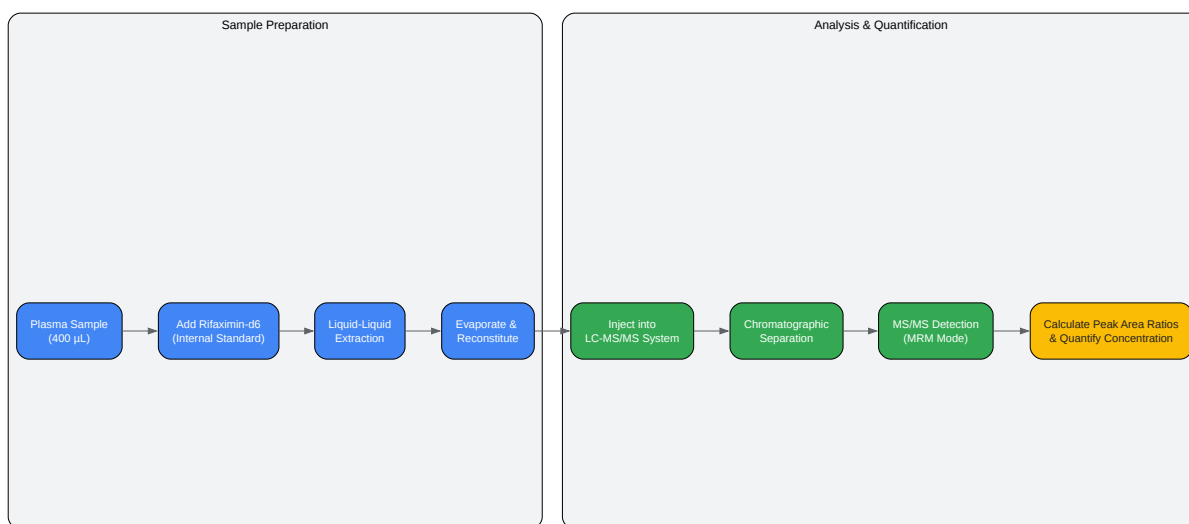 Sample Preparation
Analysis & Quantification
Plasma Sample
(400 µL)
Add Rifaximin-d6
(Internal Standard)
Liquid-Liquid
Extraction
Evaporate &
Reconstitute
Inject into
LC-MS/MS System
Chromatographic
Separation
MS/MS Detection
(MRM Mode)
Calculate Peak Area Ratios
& Quantify Concentration